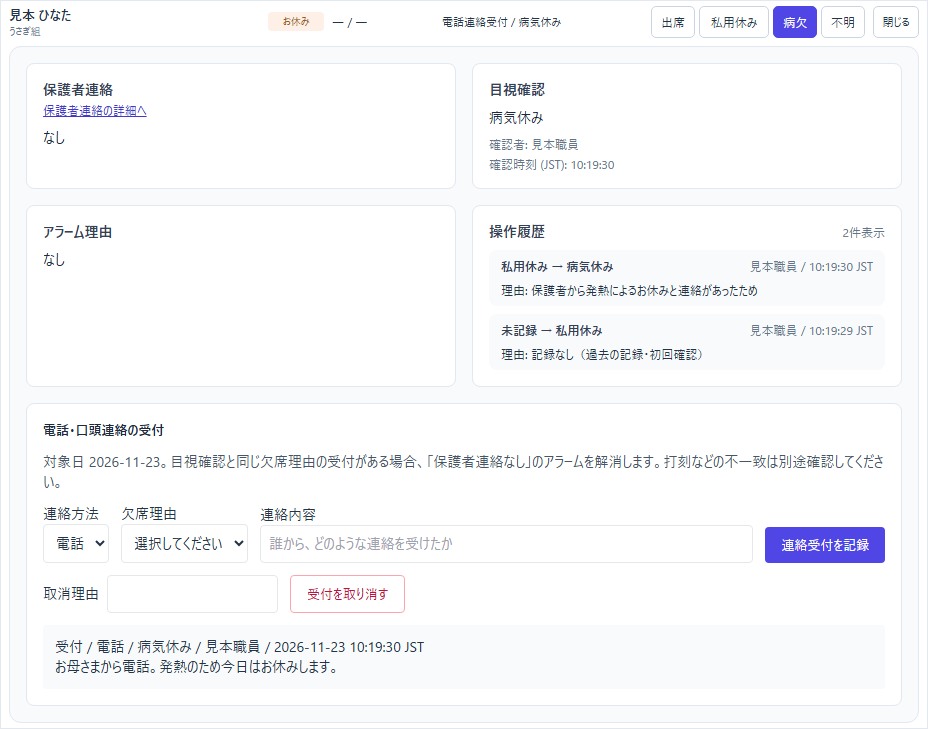 見本 ひなた
うさぎ組
お休み
— / —
電話連絡受付 / 病気休み
出席
私用休み
病欠
不明
閉じる
保護者連絡
保護者連絡の詳細へ
なし
目視確認
病気休み
確認者: 見本職員
確認時刻 (JST): 10:19:30
アラーム理由
なし
操作履歴
2件表示
私用休み → 病気休み
見本職員 / 10:19:30 JST
理由: 保護者から発熱によるお休みと連絡があったため
未記録 → 私用休み
見本職員 / 10:19:29 JST
理由: 記録なし（過去の記録・初回確認）
電話・口頭連絡の受付
対象日 2026-11-23。目視確認と同じ欠席理由の受付がある場合、「保護者連絡なし」のアラームを解消します。打刻などの不一致は別途確認してくださ
い。
連絡方法
欠席理由
連絡内容
電話
選択してください
誰から、どのような連絡を受けたか
連絡受付を記録
取消理由
受付を取り消す
受付 / 電話 / 病気休み / 見本職員 / 2026-11-23 10:19:30 JST
お母さまから電話。発熱のため今日はお休みします。